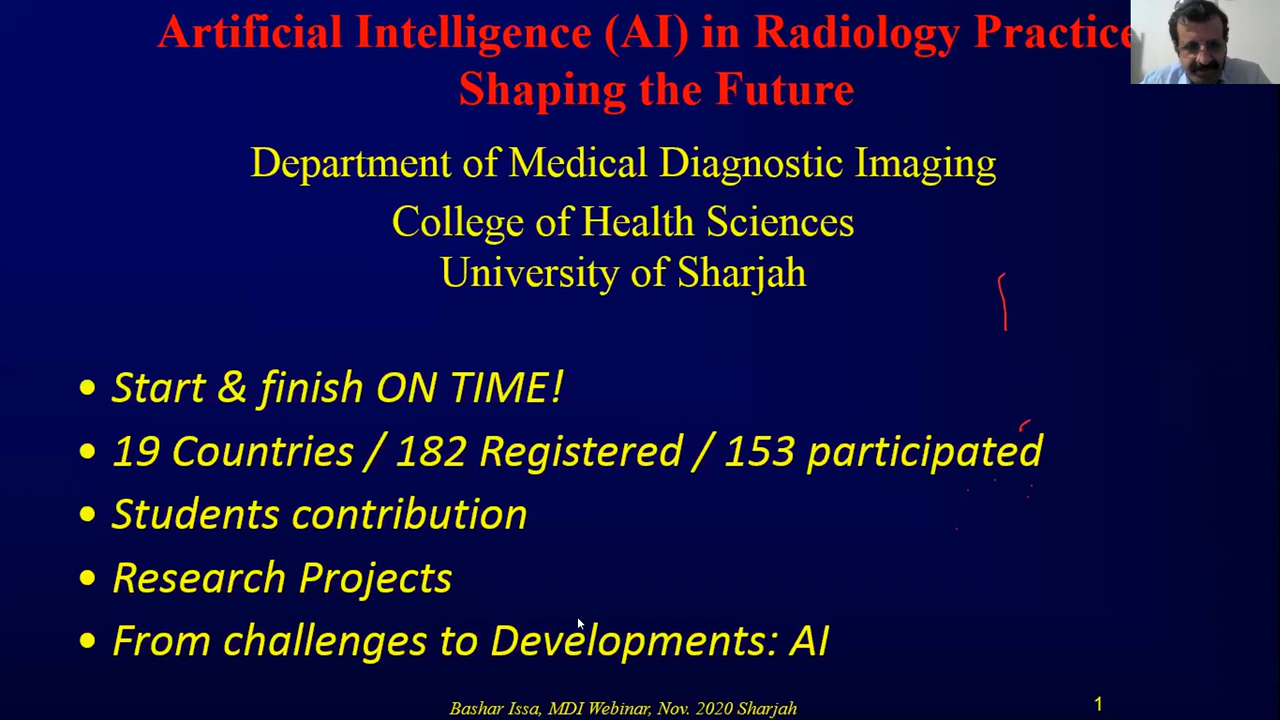 Artificial Intelligence (AI) in Radiology Practice
Shaping the Future
Department of Medical Diagnostic Imaging
College of Health Sciences
University of Sharjah
• Start & finish ON TIME!
• 19 Countries / 182 Registered / 153 participated
• Students contribution
• Research Projects
• From challenges to Developments: AI
Bashar Issa, MDI Webinar, Nov. 2020 Sharjah
1